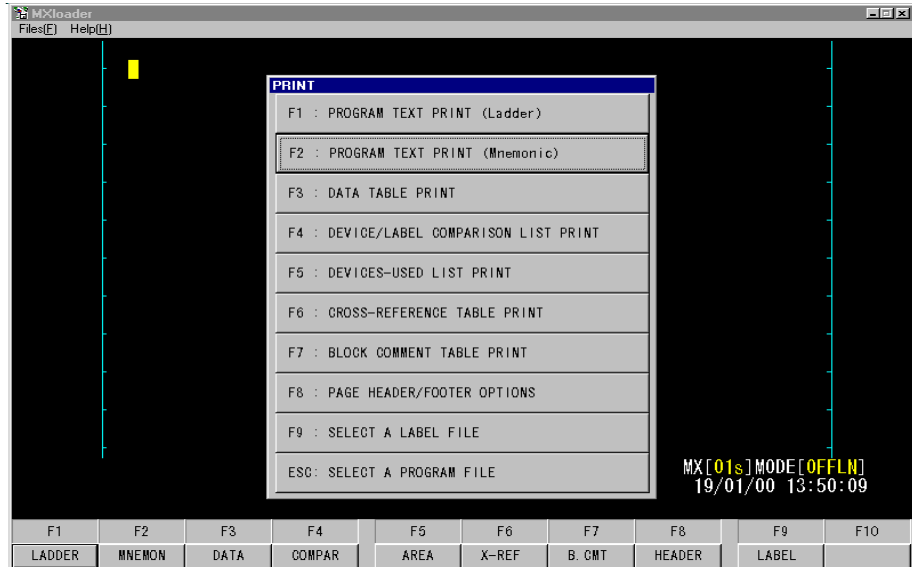 MXloader
Files(F) Help(H)
PRINT
F1 : PROGRAM TEXT PRINT (Ladder)
F2 : PROGRAM TEXT PRINT (Mnemonic)
F3 : DATA TABLE PRINT
F4 : DEVICE/LABEL COMPARISON LIST PRINT
F5 : DEVICES-USED LIST PRINT
F6 : CROSS-REFERENCE TABLE PRINT
F7 : BLOCK COMMENT TABLE PRINT
F8 : PAGE HEADER/FOOTER OPTIONS
F9 : SELECT A LABEL FILE
ESC: SELECT A PROGRAM FILE
MX[01s]MODE[OFFLN]
19/01/00 13:50:09
F1 F2 F3 F4 F5 F6 F7 F8 F9 F10
LADDER MNEMON DATA COMPAR AREA X-REF B. CMT HEADER LABEL